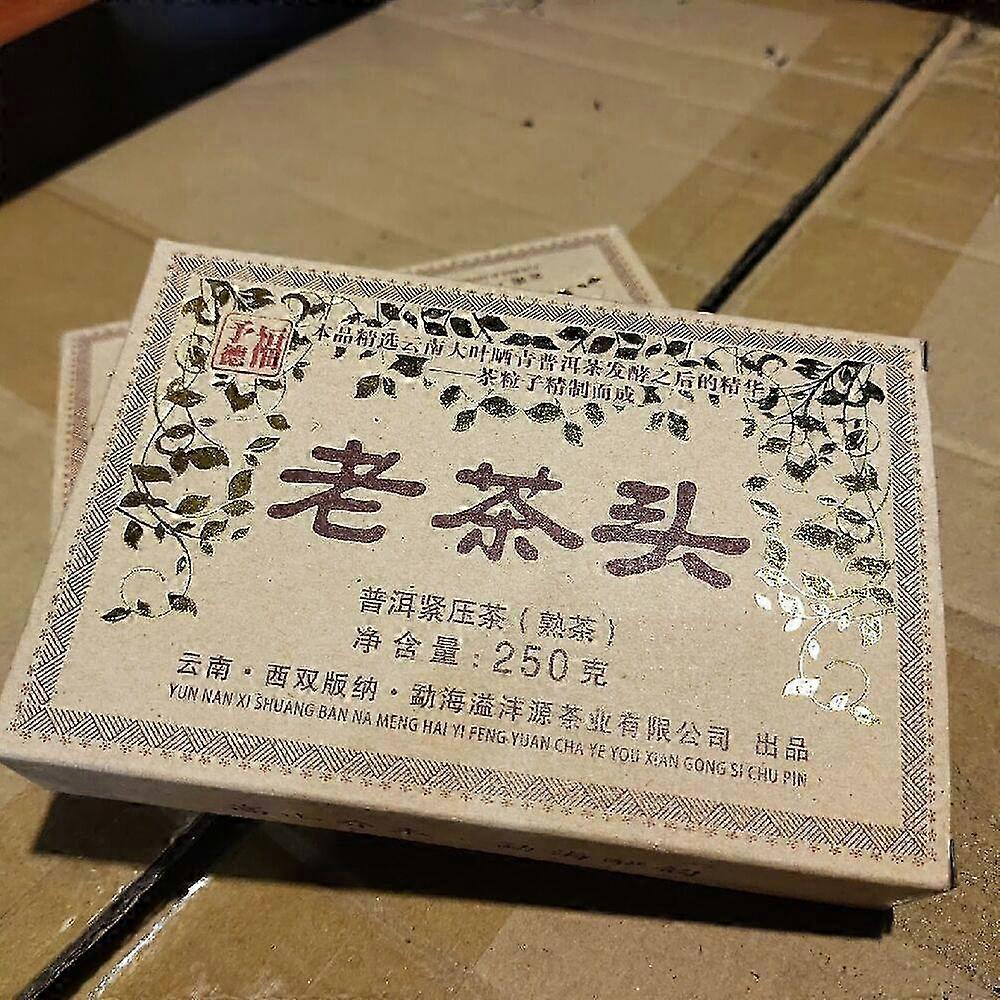 福
子德
本品精选云南大叶晒青普洱茶发酵之后的精华
——茶粒子精制而成
老茶头
普洱紧压茶（熟茶）
净含量：250克
云南·西双版纳·勐海溢沣源茶业有限公司 出品
YUN NAN XI SHUANG BAN NA MENG HAI YI FENG YUAN CHA YE YOU XIAN GONG SI CHU PIN